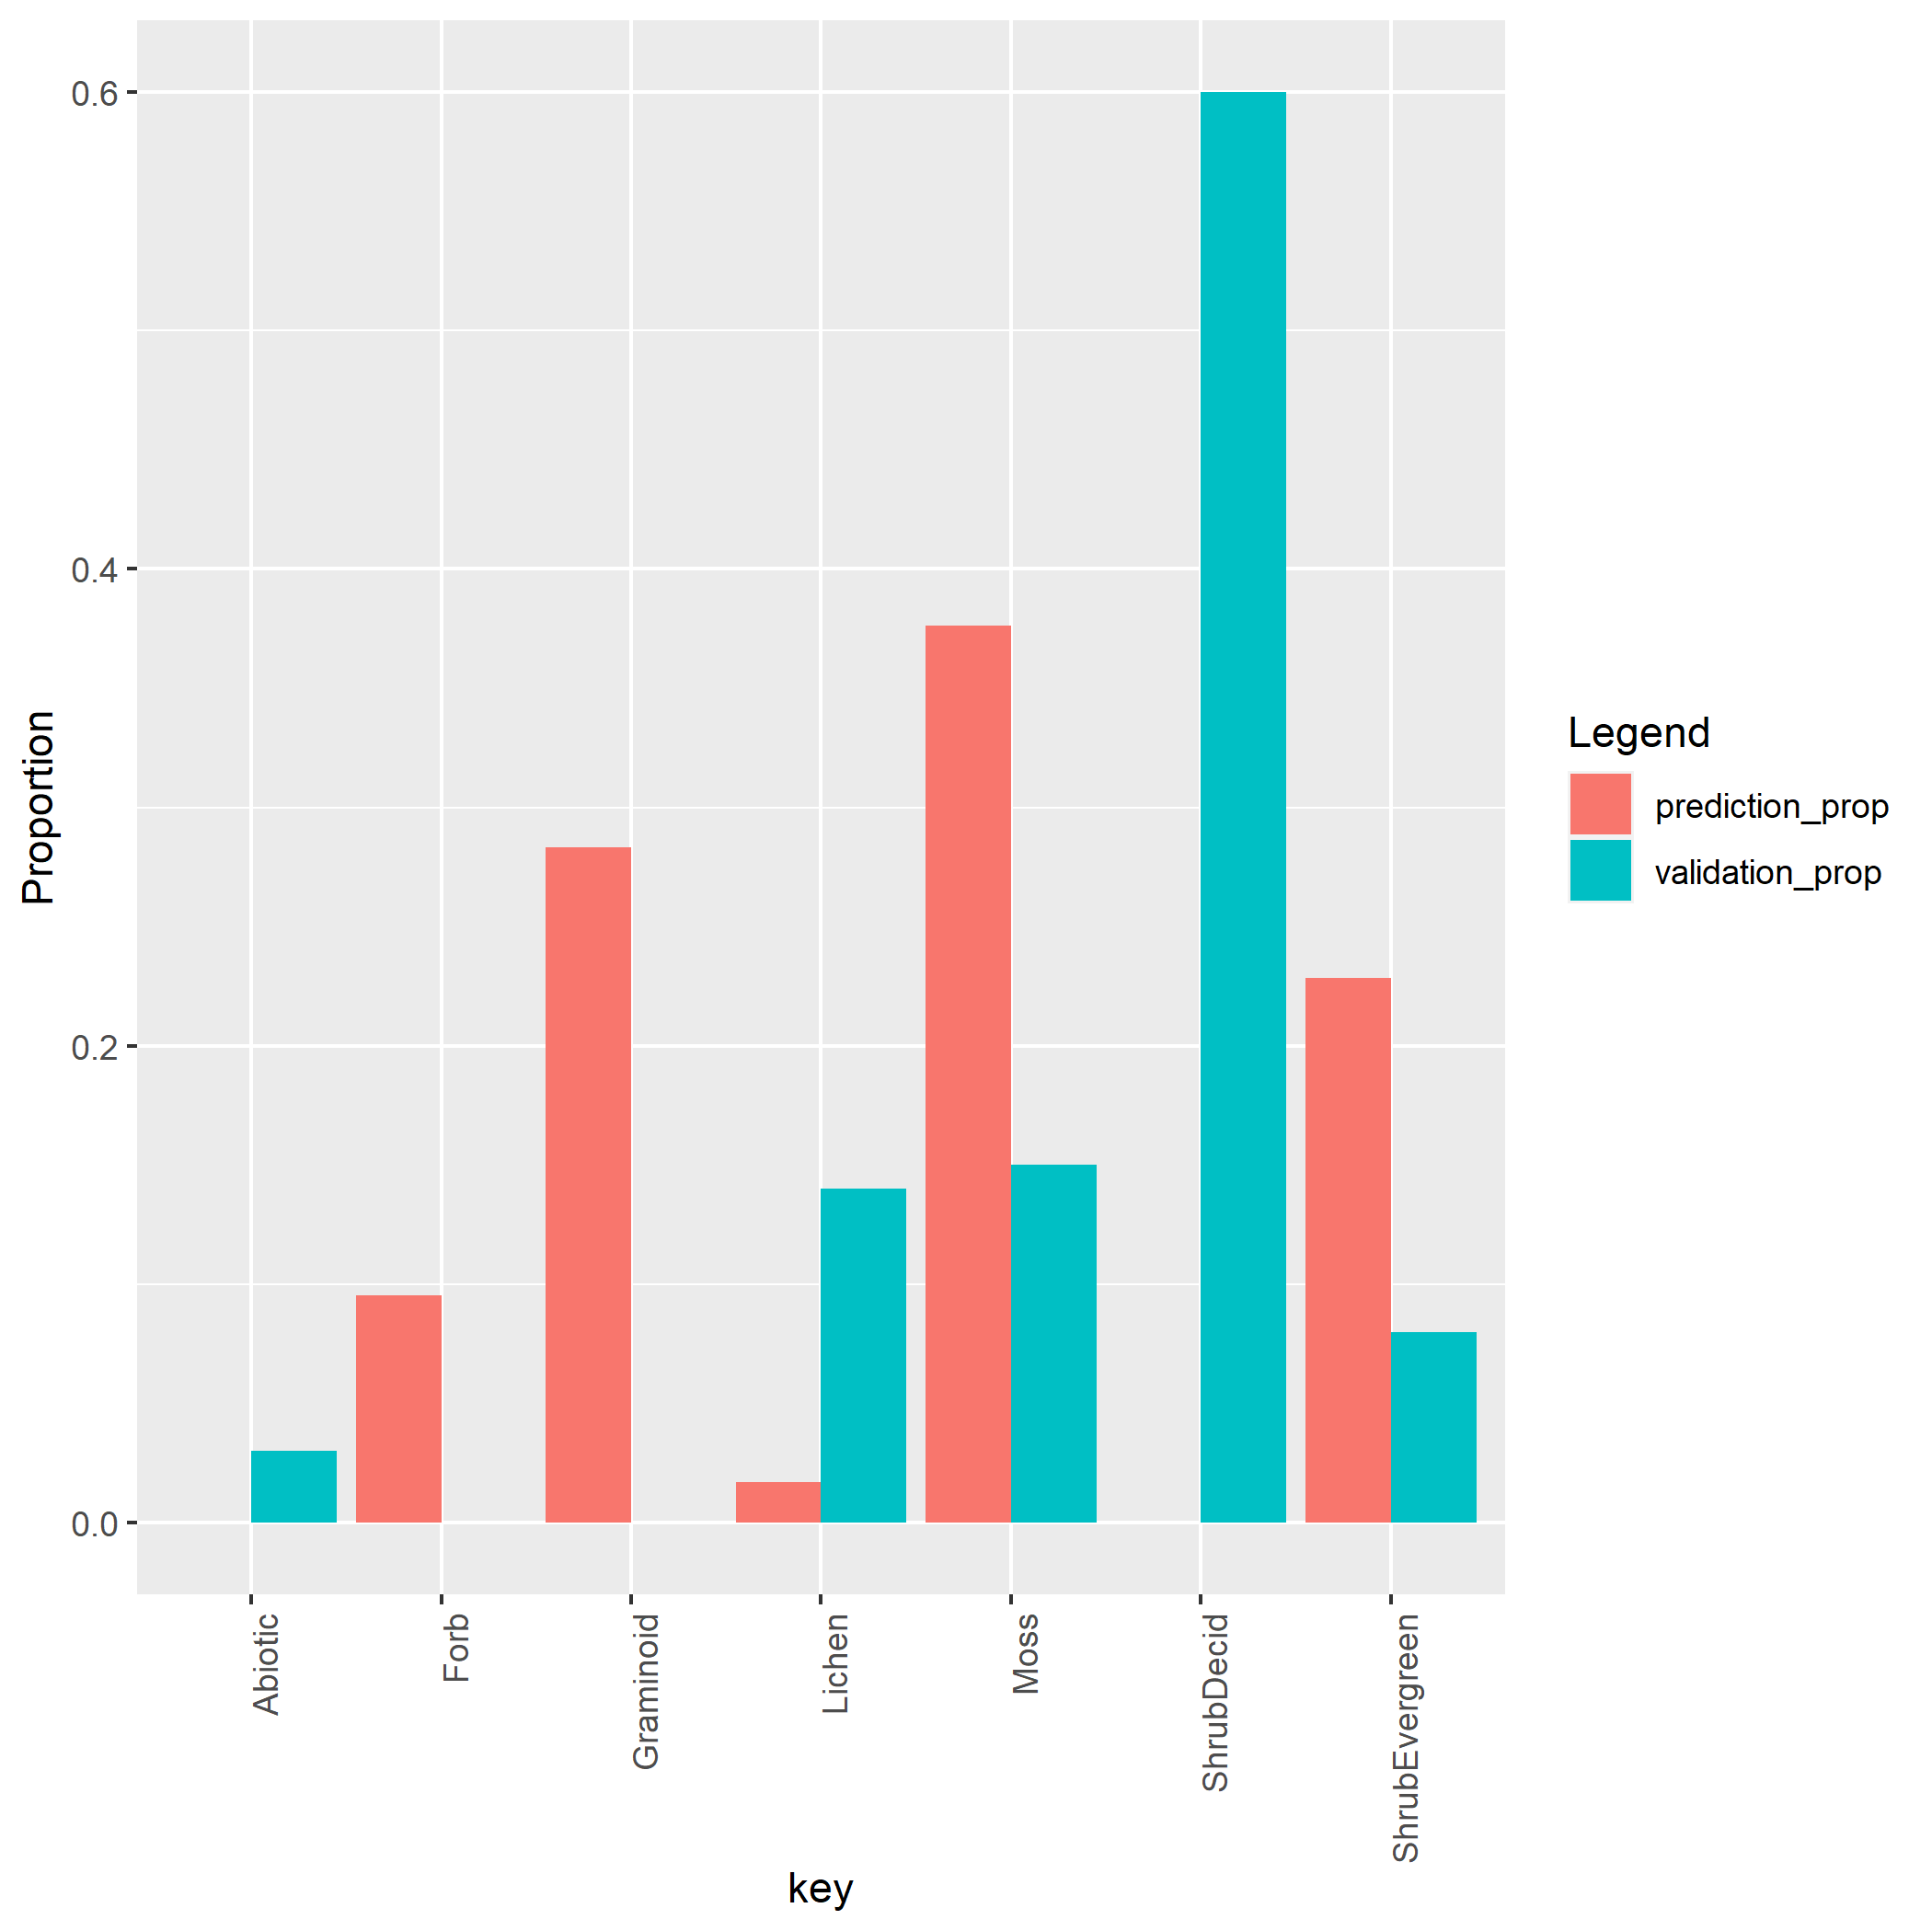 0.6
0.4
0.2
0.0
Proportion
Abiotic
Forb
Graminoid
Lichen
Moss
ShrubDecid
ShrubEvergreen
key
Legend
prediction_prop
validation_prop